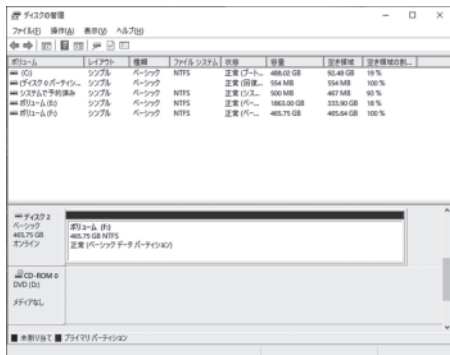 ディスクの管理
ファイル(F) 操作(A) 表示(V) ヘルプ(H)
ボリューム レイアウト 種類 ファイル システム 状態 容量 空き領域 空き領域の割...
(C:) シンプル ベーシック NTFS 正常 (ブート... 488.02 GB 92.48 GB 19 %
(ディスク 0 パーティシ... シンプル ベーシック 正常 (回復... 554 MB 554 MB 100 %
システムで予約済み シンプル ベーシック NTFS 正常 (シス... 500 MB 467 MB 93 %
ボリューム (E:) シンプル ベーシック NTFS 正常 (ベー... 1863.00 GB 333.90 GB 18 %
ボリューム (F:) シンプル ベーシック NTFS 正常 (ベー... 465.75 GB 465.64 GB 100 %
ディスク 2
ベーシック
465.75 GB
オンライン
ボリューム (F:)
465.75 GB NTFS
正常 (ベーシック データ パーティション)
CD-ROM 0
DVD (D:)
メディアなし
未割り当て プライマリ パーティション